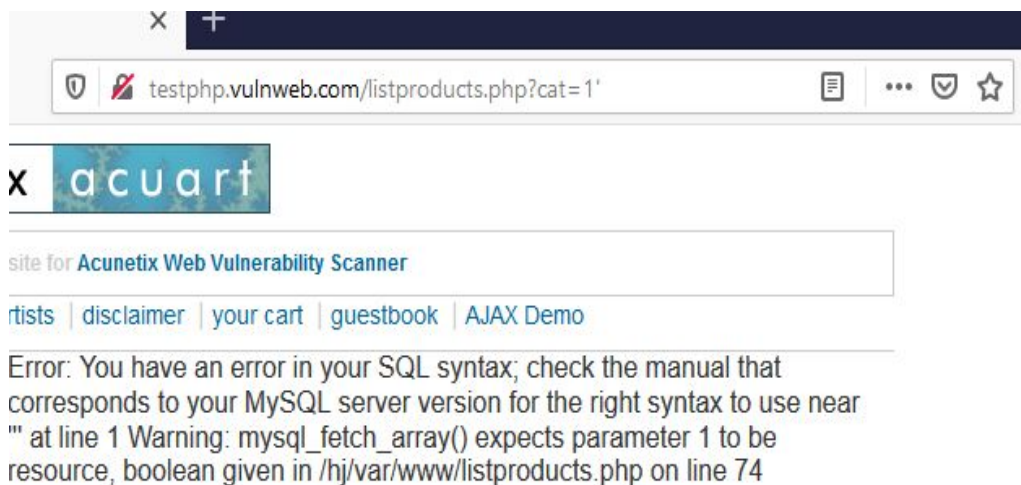 testphp.vulnweb.com/listproducts.php?cat=1'
x acuart
site for Acunetix Web Vulnerability Scanner
rtists | disclaimer | your cart | guestbook | AJAX Demo
Error: You have an error in your SQL syntax; check the manual that
corresponds to your MySQL server version for the right syntax to use near
''' at line 1 Warning: mysql_fetch_array() expects parameter 1 to be
resource, boolean given in /hj/var/www/listproducts.php on line 74